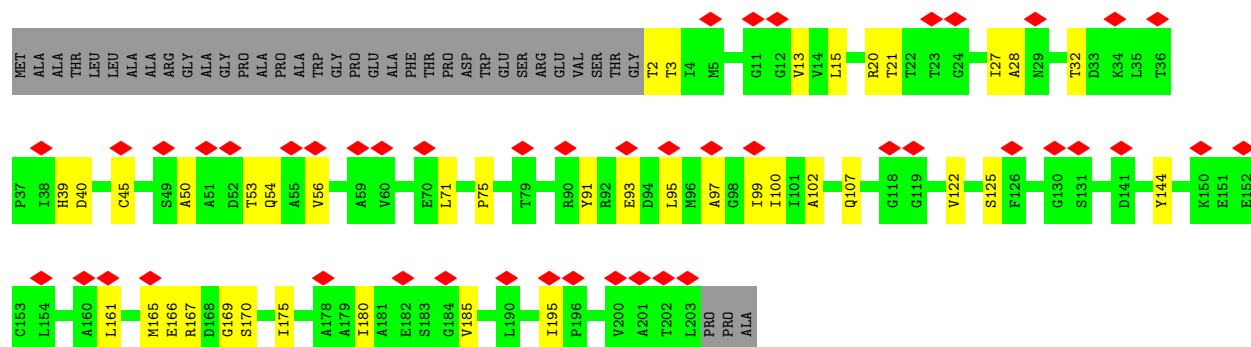 MET ALA ALA THR LEU LEU ALA ALA ARG GLY ALA GLY PRO ALA PRO ALA TRP GLY PRO GLU ALA PHE THR PRO ASP TRP GLU SER ARG GLU VAL SER THR GLY T2 T3 I4 M5 G11 G12 V13 V14 L15 R20 T21 T22 T23 G24 I27 A28 N29 T32 D33 K34 L35 T36
P37 I38 H39 D40 C45 S49 A50 A51 D52 T53 Q54 A55 V56 A59 V60 E70 L71 P75 T79 R90 Y91 R92 E93 D94 L95 M96 A97 G98 I99 I100 I101 A102 Q107 G118 G119 V122 S125 F126 G130 S131 D141 Y144 K150 E151 E152
C153 L154 A160 L161 M165 E166 R167 D168 G169 S170 I175 A178 A179 I180 A181 E182 S183 G184 V185 L190 I195 P196 V200 A201 T202 L203 PRO PRO ALA